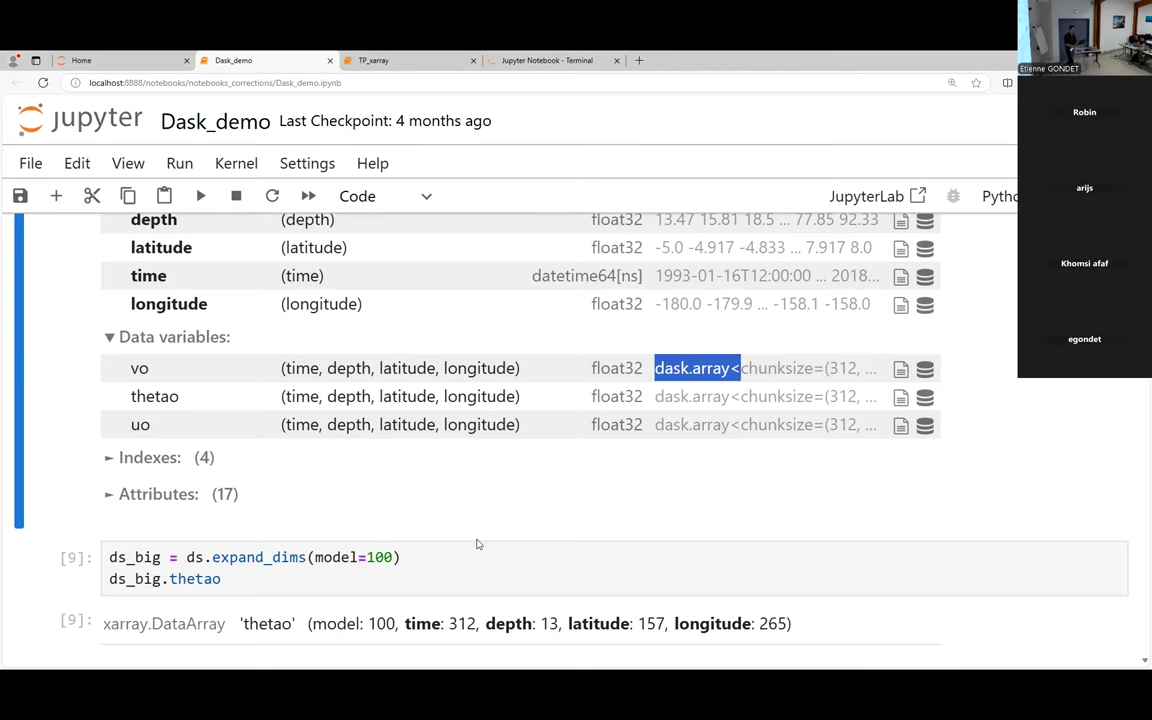 Home
Dask_demo
TP_xarray
Jupyter Notebook - Terminal
localhost:8888/notebooks/notebooks_corrections/Dask_demo.ipynb
jupyter Dask_demo Last Checkpoint: 4 months ago
File Edit View Run Kernel Settings Help
Code
JupyterLab
Pytho
depth (depth) float32 13.47 15.81 18.5 ... 77.85 92.33
latitude (latitude) float32 -5.0 -4.917 -4.833 ... 7.917 8.0
time (time) datetime64[ns] 1993-01-16T12:00:00 ... 2018...
longitude (longitude) float32 -180.0 -179.9 ... -158.1 -158.0
Data variables:
vo (time, depth, latitude, longitude) float32 dask.array<chunksize=(312, ...
thetao (time, depth, latitude, longitude) float32 dask.array<chunksize=(312, ...
uo (time, depth, latitude, longitude) float32 dask.array<chunksize=(312, ...
Indexes: (4)
Attributes: (17)
[9]: ds_big = ds.expand_dims(model=100)
ds_big.thetao
[9]: xarray.DataArray 'thetao' (model: 100, time: 312, depth: 13, latitude: 157, longitude: 265)
Etienne GONDET
Robin
arijs
Khomsi afaf
egondet